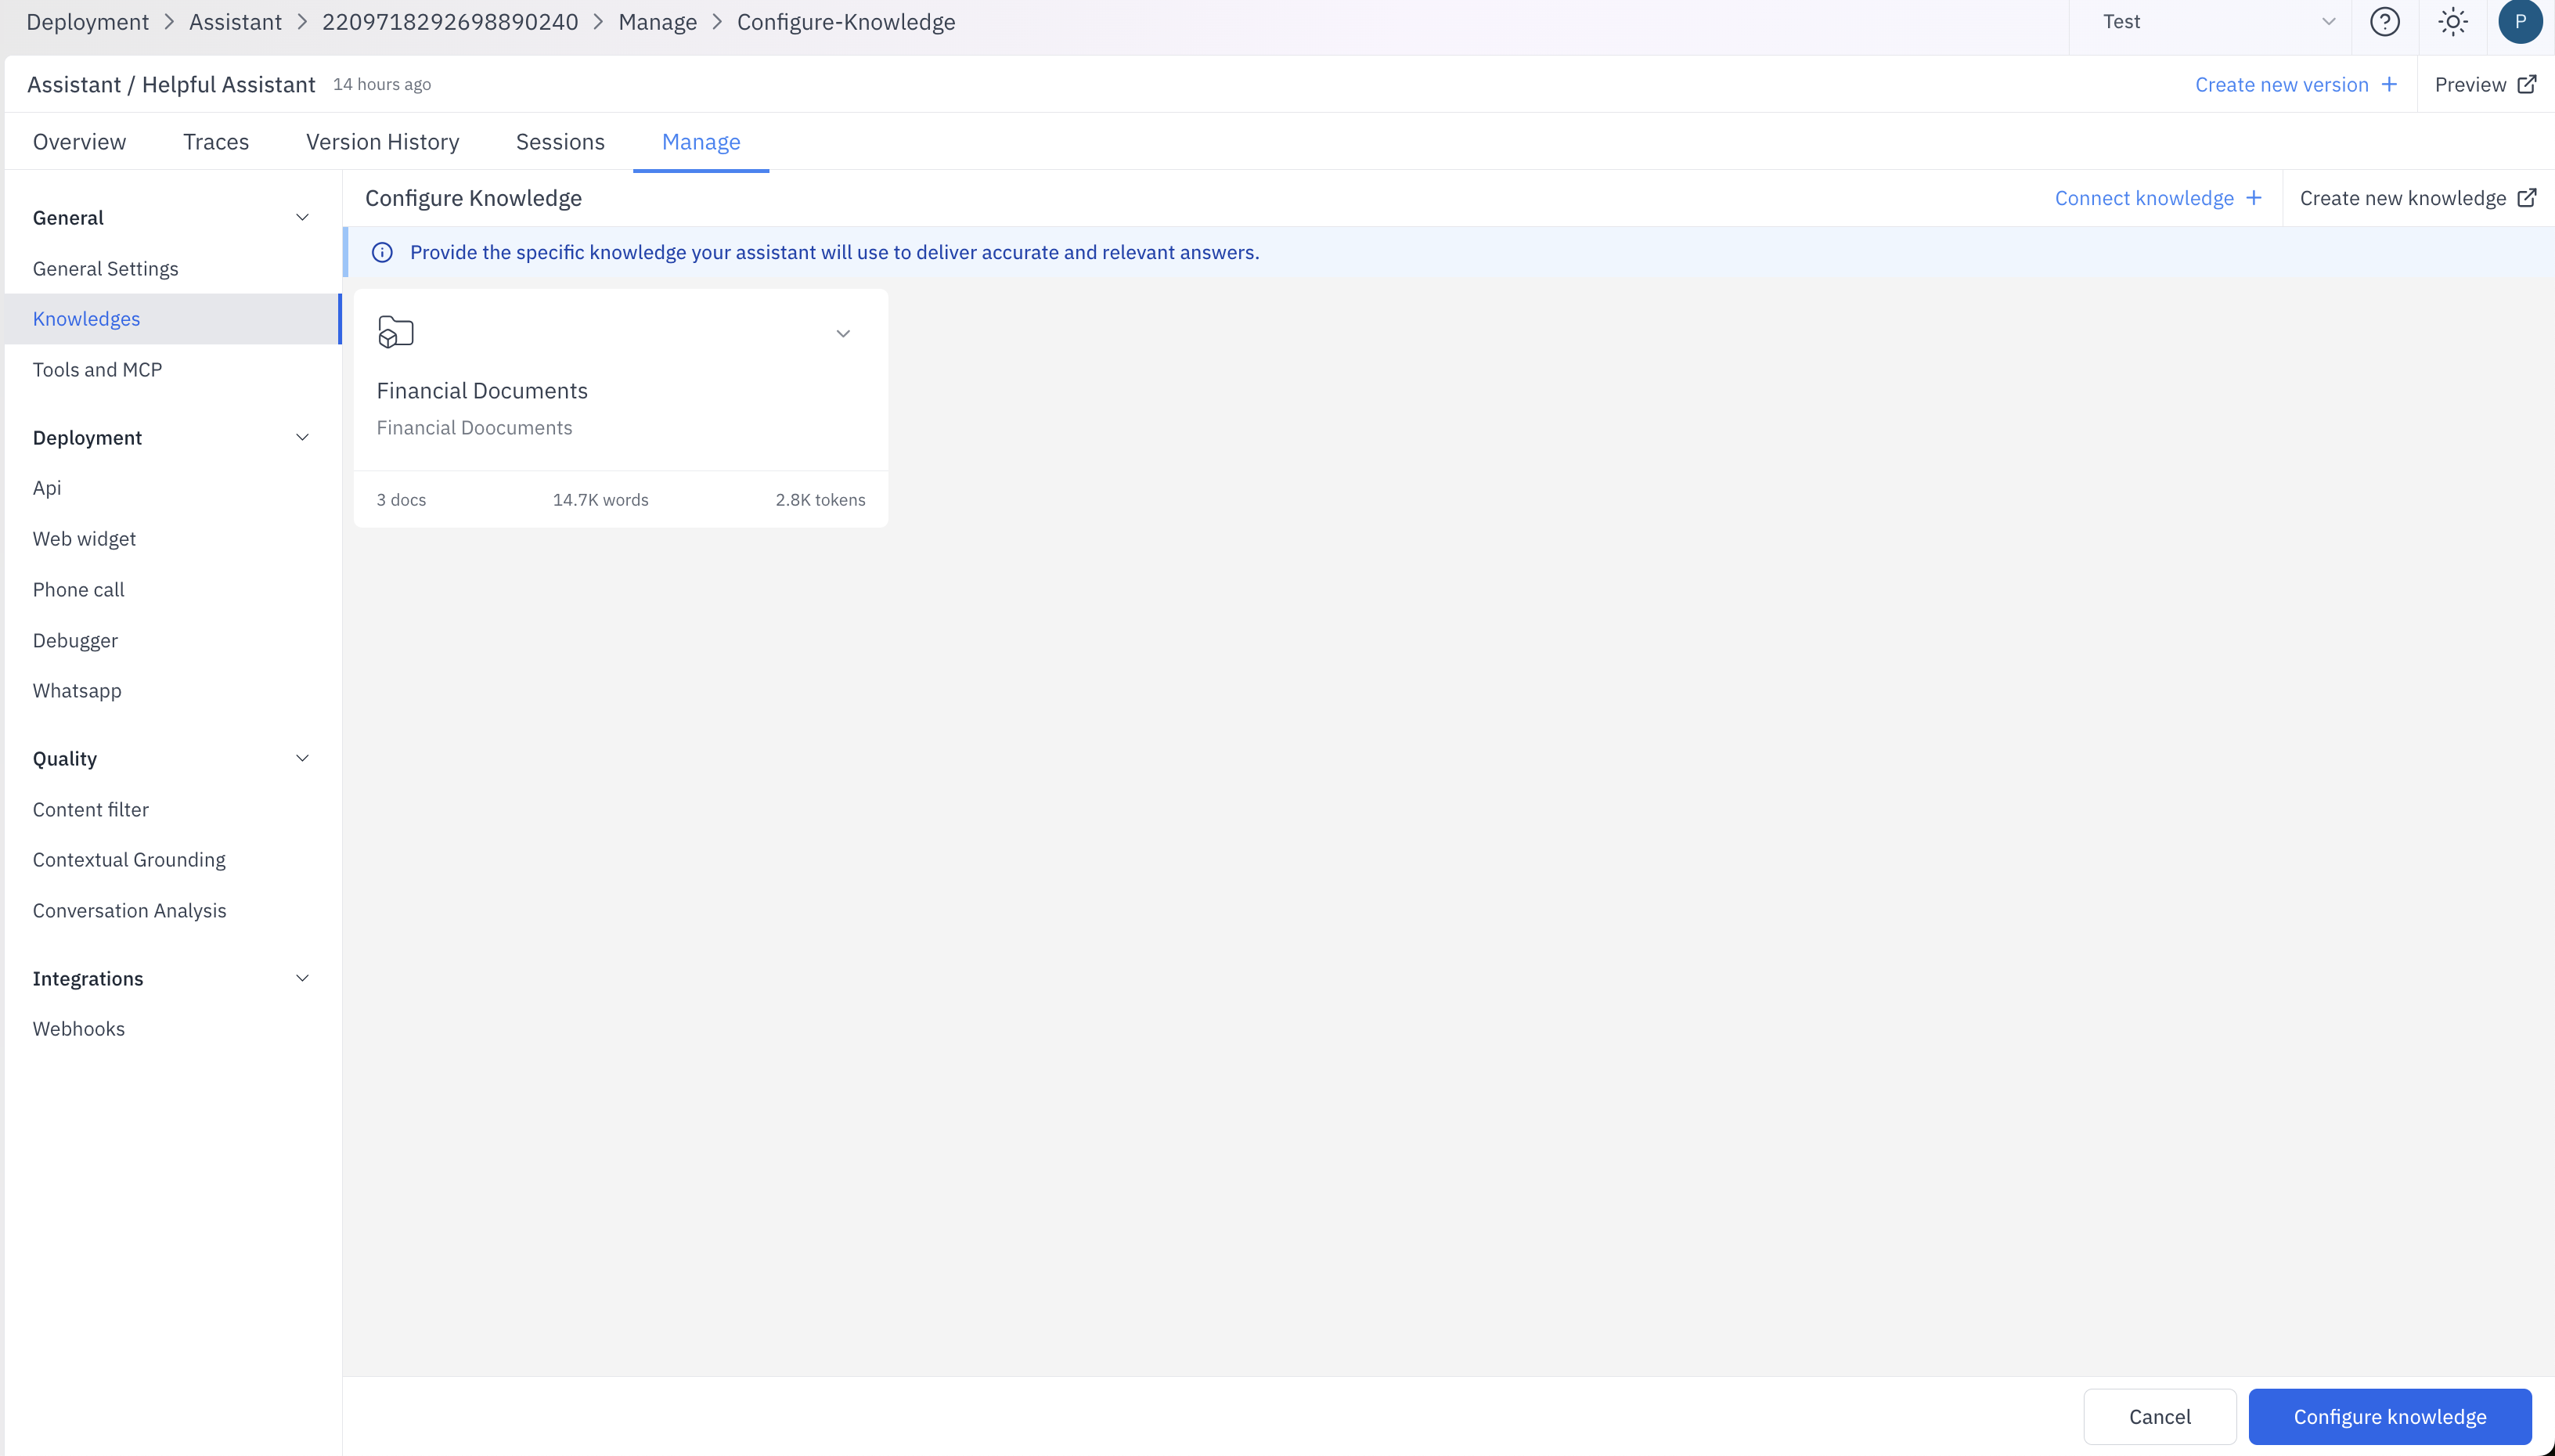 Deployment > Assistant > 2209718292698890240 > Manage > Configure-Knowledge
Test
P
Assistant / Helpful Assistant 14 hours ago
Create new version +
Preview
Overview
Traces
Version History
Sessions
Manage
General
General Settings
Knowledges
Tools and MCP
Deployment
Api
Web widget
Phone call
Debugger
Whatsapp
Quality
Content filter
Contextual Grounding
Conversation Analysis
Integrations
Webhooks
Configure Knowledge
Connect knowledge +
Create new knowledge
Provide the specific knowledge your assistant will use to deliver accurate and relevant answers.
Financial Documents
Financial Doocuments
3 docs
14.7K words
2.8K tokens
Cancel
Configure knowledge